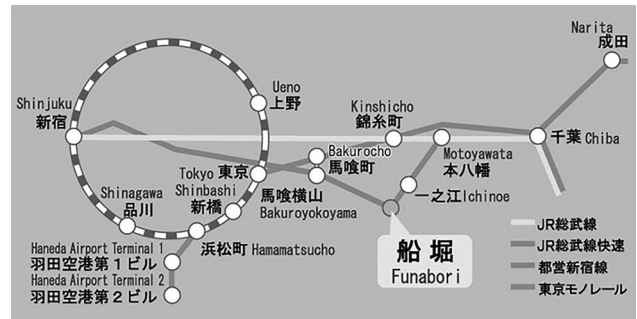 Narita
成田
Ueno
上野
Shinjuku
新宿
Kinshicho
錦糸町
千葉 Chiba
Bakurocho
馬喰町
Motoyawata
本八幡
Tokyo 東京
Shinbashi
新橋
馬喰横山
Bakuroyokoyama
一之江 Ichinoe
Shinagawa
品川
船堀
Funabori
浜松町 Hamamatsucho
Haneda Airport Terminal 1
羽田空港第1ビル
Haneda Airport Terminal 2
羽田空港第2ビル
JR総武線
JR総武線快速
都営新宿線
東京モノレール